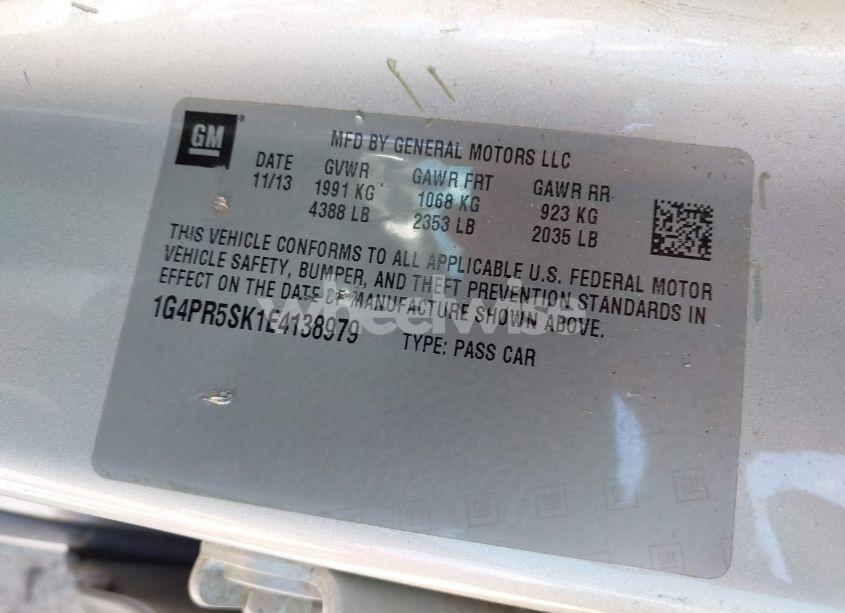 GM
MFD BY GENERAL MOTORS LLC
DATE GVWR GAWR FRT GAWR RR
11/13 1991 KG 1068 KG 923 KG
4388 LB 2353 LB 2035 LB
THIS VEHICLE CONFORMS TO ALL APPLICABLE U.S. FEDERAL MOTOR
VEHICLE SAFETY, BUMPER, AND THEFT PREVENTION STANDARDS IN
EFFECT ON THE DATE OF MANUFACTURE SHOWN ABOVE.
1G4PR5SK1E4138979 TYPE: PASS CAR
wheelwise